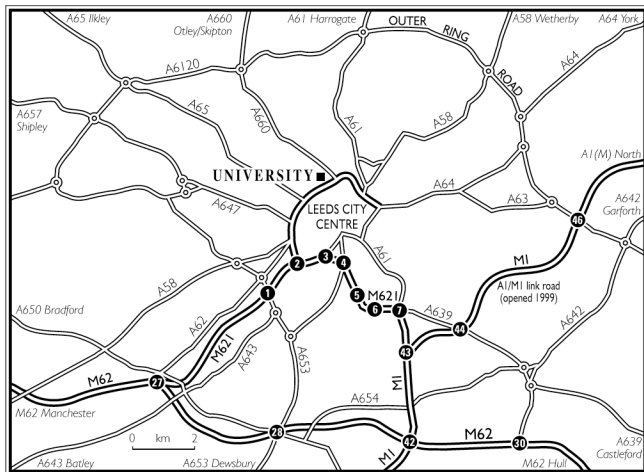 A65 Ilkley
A660
Otley/Skipton
A61 Harrogate
OUTER
RING
ROAD
A58 Wetherby
A64 York
A6120
A64
A657
Shipley
A65
A660
A61
A58
A1(M) North
UNIVERSITY
A647
LEEDS CITY
CENTRE
A64
A63
A642
Garforth
46
A58
2
3
4
A61
M1
A1/M1 link road
(opened 1999)
A650 Bradford
A62
1
5
M621
6
7
A639
44
A642
M621
A643
A653
43
M62
27
M1
A654
M62 Manchester
0 km 2
28
42
M62
30
A639
Castleford
A643 Batley
A653 Dewsbury
M1
M62 Hull